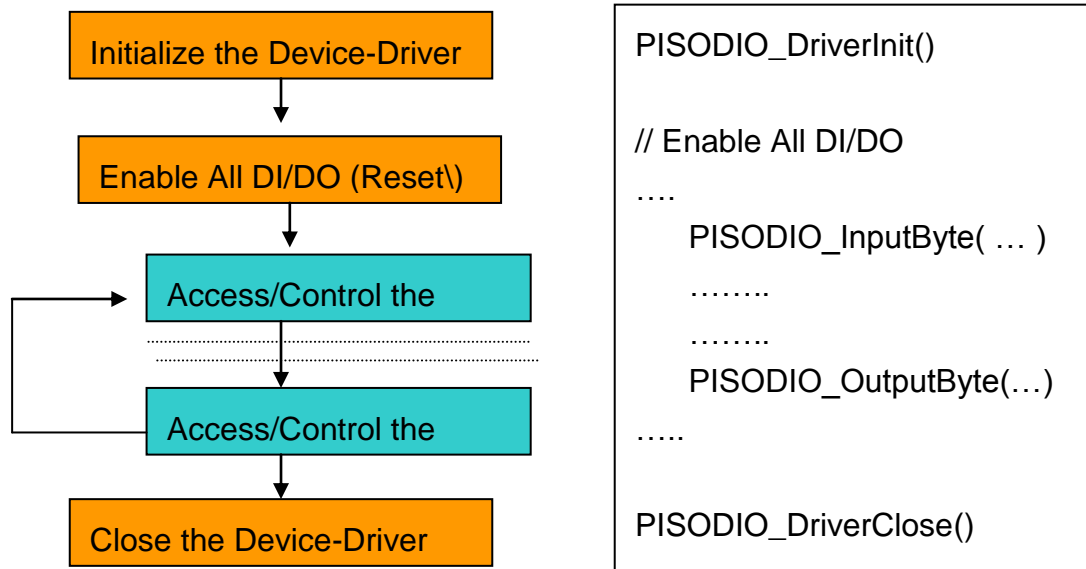 Initialize the Device-Driver
Enable All DI/DO (Reset\)
Access/Control the
Access/Control the
Close the Device-Driver
PISODIO_DriverInit()
// Enable All DI/DO
….
PISODIO_InputByte( … )
……..
……..
PISODIO_OutputByte(…)
…..
PISODIO_DriverClose()